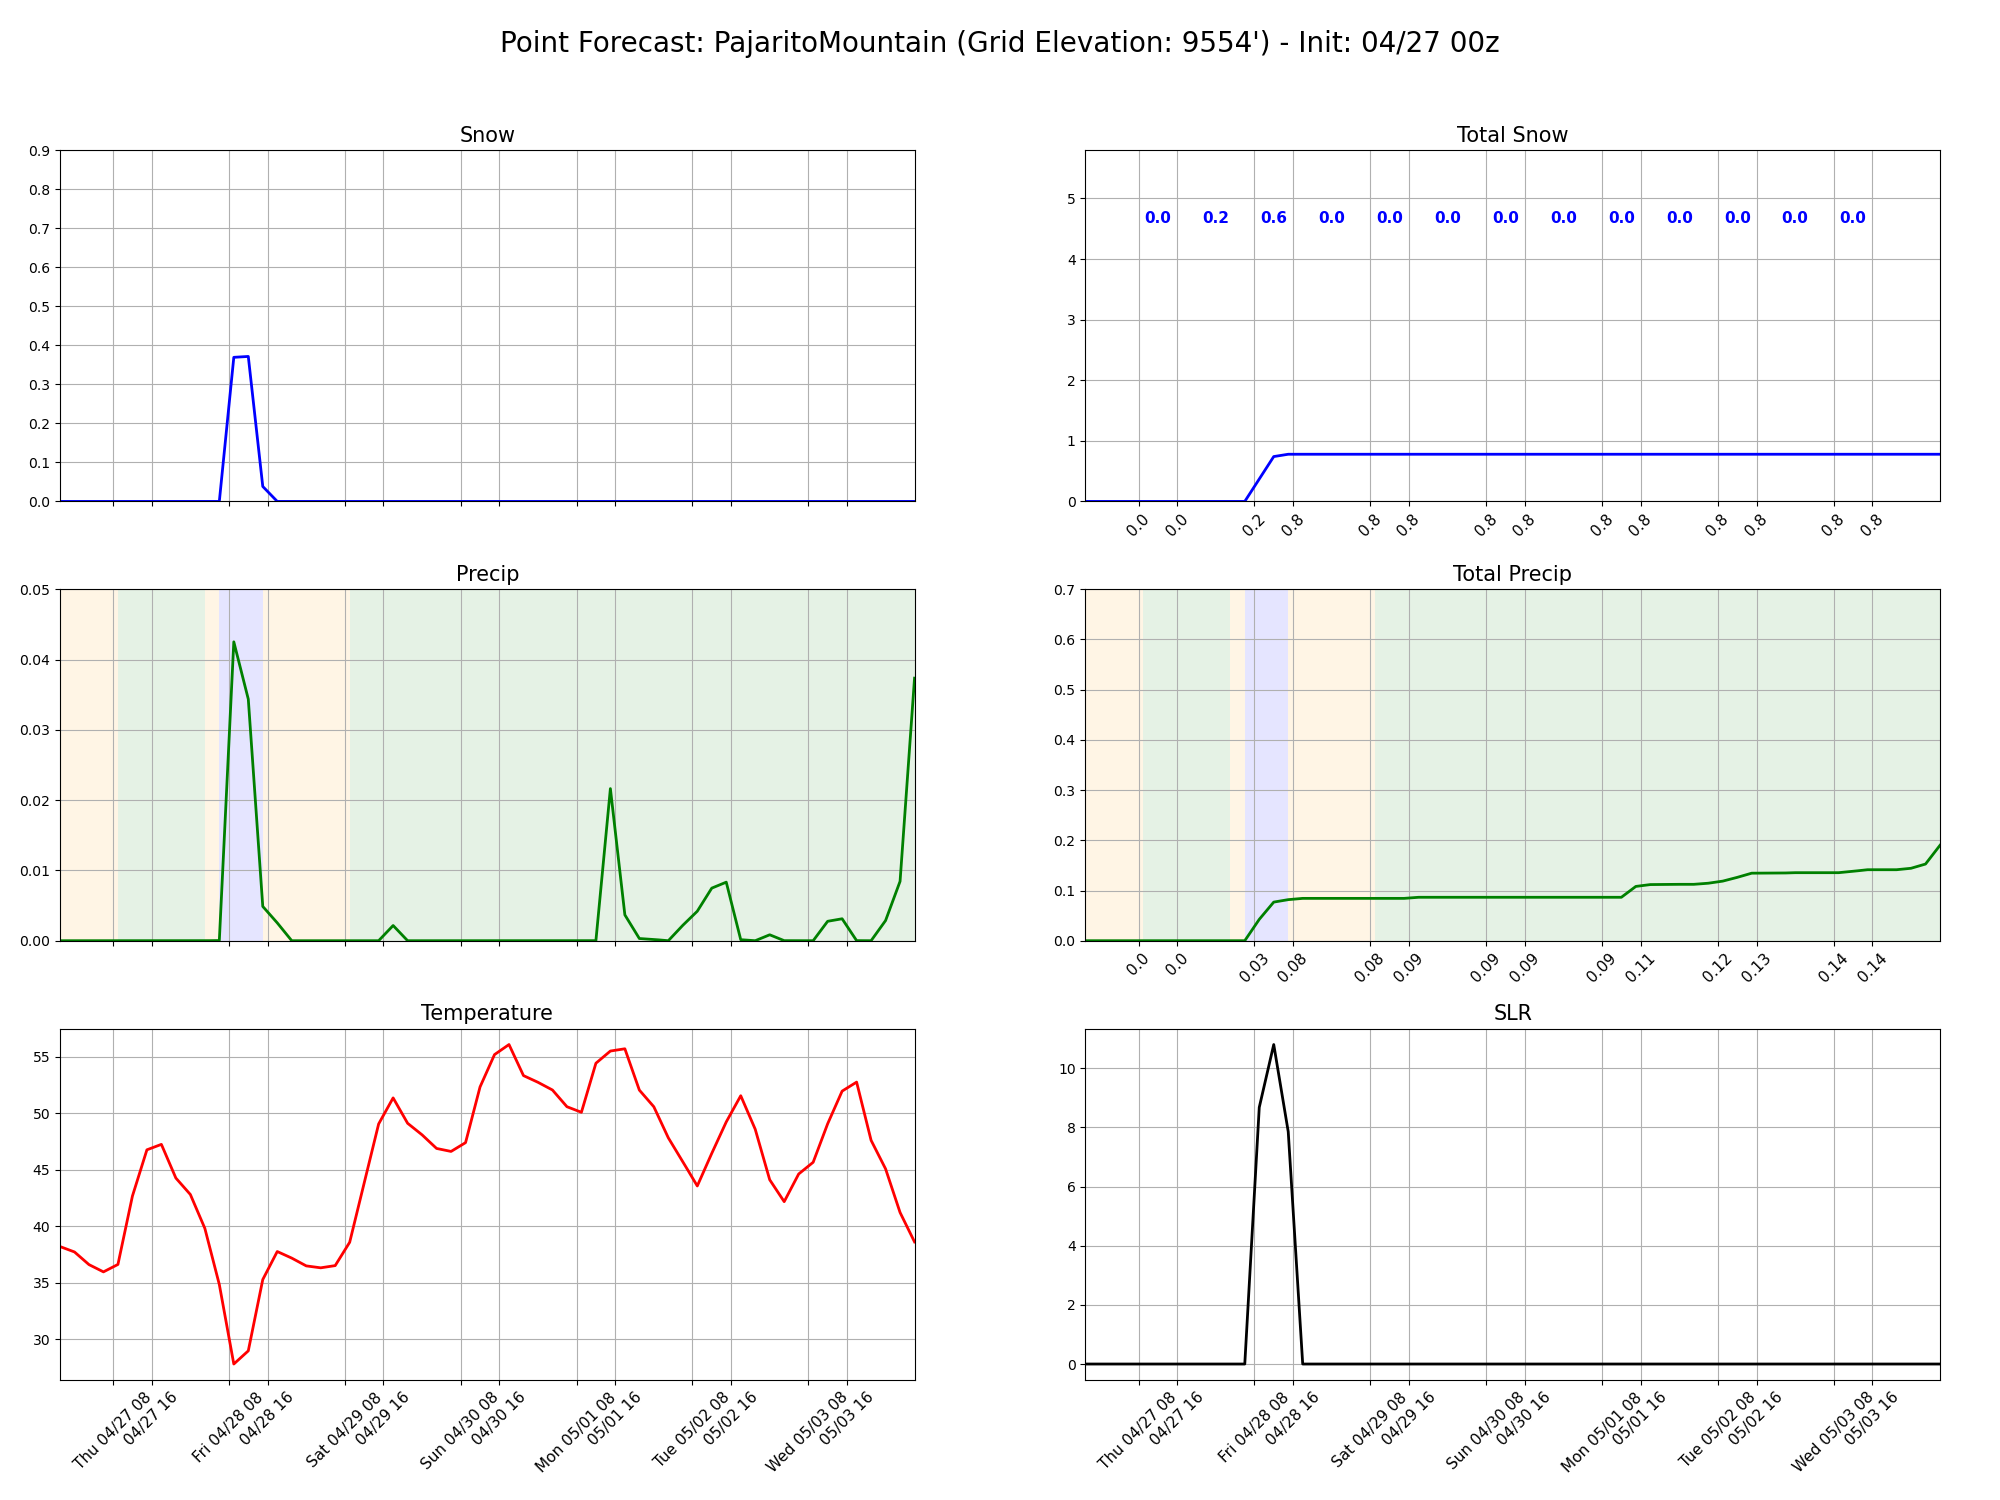 Point Forecast: PajaritoMountain (Grid Elevation: 9554') - Init: 04/27 00z
Snow
0.9
0.8
0.7
0.6
0.5
0.4
0.3
0.2
0.1
0.0
Total Snow
5
4
3
2
1
0
0.0 0.2 0.6 0.0 0.0 0.0 0.0 0.0 0.0 0.0 0.0 0.0 0.0
0.0 0.0 0.2 0.8 0.8 0.8 0.8 0.8 0.8 0.8 0.8 0.8 0.8 0.8
Precip
0.05
0.04
0.03
0.02
0.01
0.00
Total Precip
0.7
0.6
0.5
0.4
0.3
0.2
0.1
0.0
0.0 0.0 0.03 0.08 0.08 0.09 0.09 0.09 0.09 0.11 0.12 0.13 0.14 0.14
Temperature
55
50
45
40
35
30
Thu 04/27 08
04/27 16
Fri 04/28 08
04/28 16
Sat 04/29 08
04/29 16
Sun 04/30 08
04/30 16
Mon 05/01 08
05/01 16
Tue 05/02 08
05/02 16
Wed 05/03 08
05/03 16
SLR
10
8
6
4
2
0
Thu 04/27 08
04/27 16
Fri 04/28 08
04/28 16
Sat 04/29 08
04/29 16
Sun 04/30 08
04/30 16
Mon 05/01 08
05/01 16
Tue 05/02 08
05/02 16
Wed 05/03 08
05/03 16